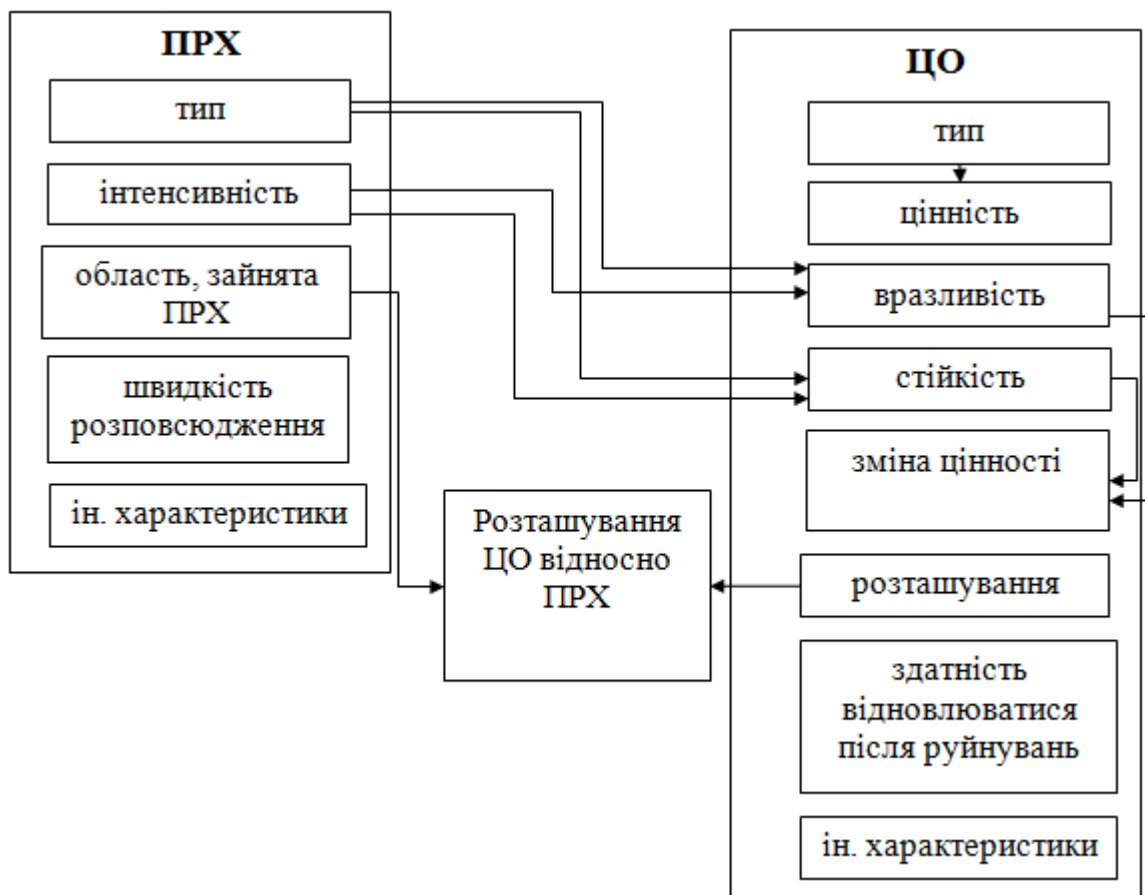 ПРХ
тип
інтенсивність
область, зайнята
ПРХ
швидкість
розповсюдження
ін. характеристики
Розташування
ЦО відносно
ПРХ
ЦО
тип
цінність
вразливість
стійкість
зміна цінності
розташування
здатність
відновлюватися
після руйнувань
ін. характеристики